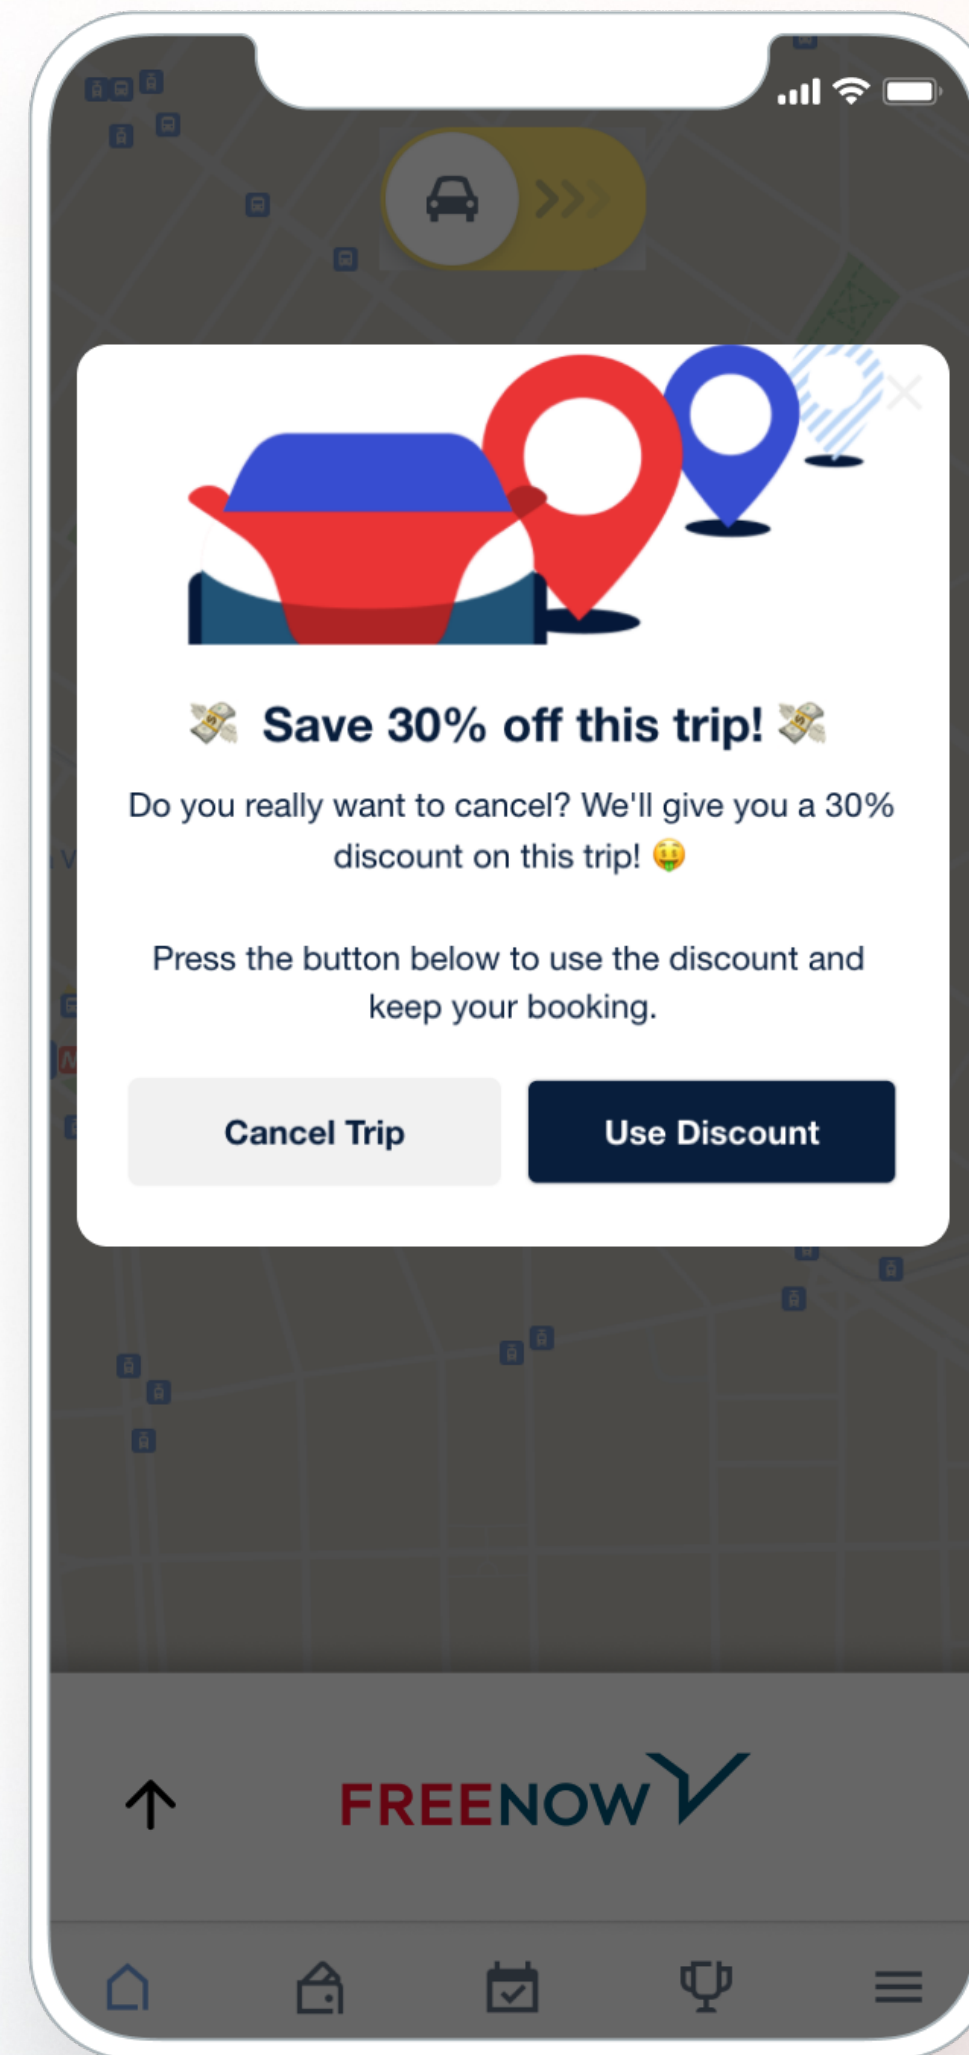 💸 Save 30% off this trip! 💸
Do you really want to cancel? We'll give you a 30%
discount on this trip! 🤑
Press the button below to use the discount and
keep your booking.
Cancel Trip
Use Discount
FREENOW